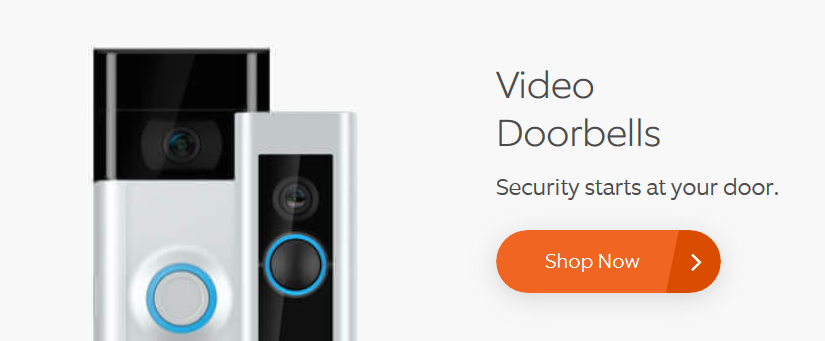 Video
Doorbells
Security starts at your door.
Shop Now